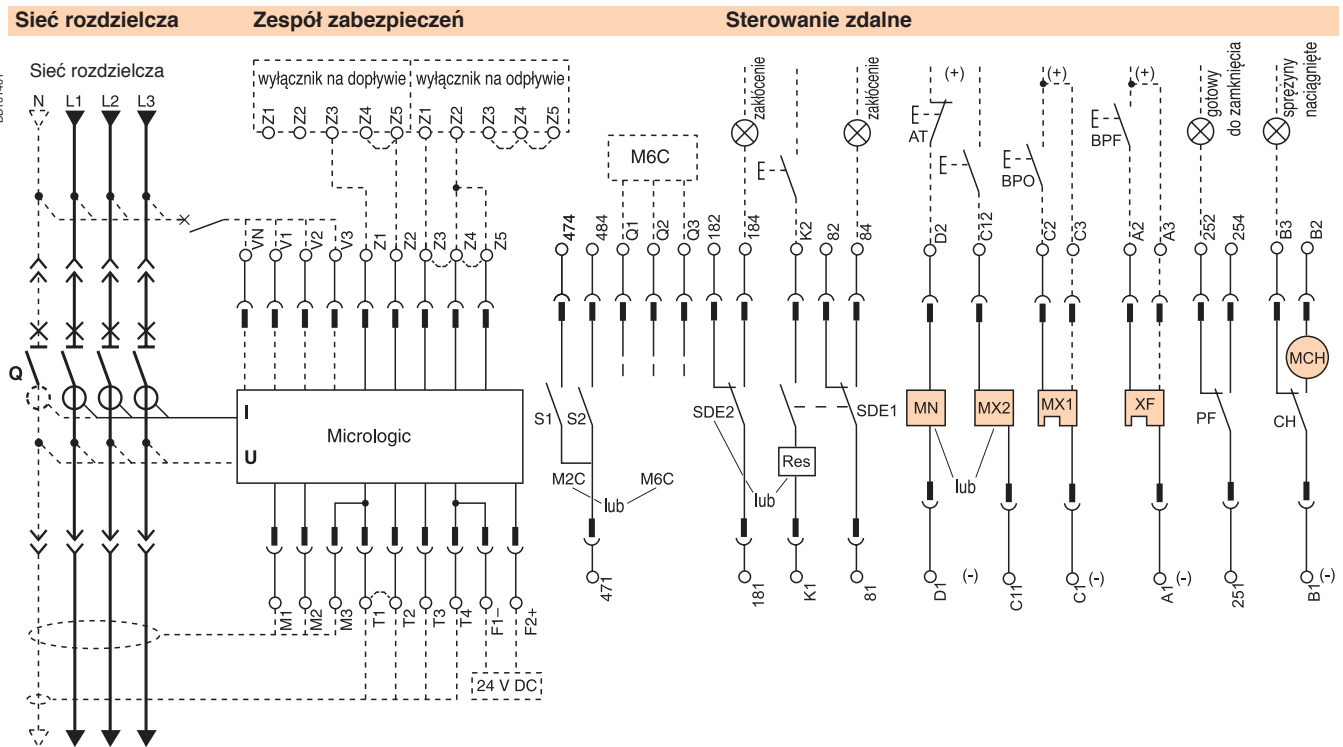 Sieć rozdzielcza
Zespół zabezpieczeń
Sterowanie zdalne
Sieć rozdzielcza
N L1 L2 L3
wyłącznik na dopływie
wyłącznik na odpływie
Z1 Z2 Z3 Z4 Z5 Z1 Z2 Z3 Z4 Z5
M6C
zakłócenie
zakłócenie
(+)
(+)
(+)
gotowy
do zamknięcia
sprężyny
naciągnięte
E
AT
E
E
BPO
E
BPF
E
VN V1 V2 V3 Z1 Z2 Z3 Z4 Z5
474 484 Q1 Q2 Q3 182 184 K2 82 84 D2 C12 C2 C3 A2 A3 252 254 B3 B2
Q
I
Micrologic
U
S1 S2
SDE2
SDE1
Res
MN
MX2
MX1
XF
PF
CH
MCH
M2C
lub
M6C
lub
lub
M1 M2 M3 T1 T2 T3 T4 F1– F2+
24 V DC
471
181 K1 81
D1 (-) C11 C1 (-) A1 (-) 251 B1 (-)